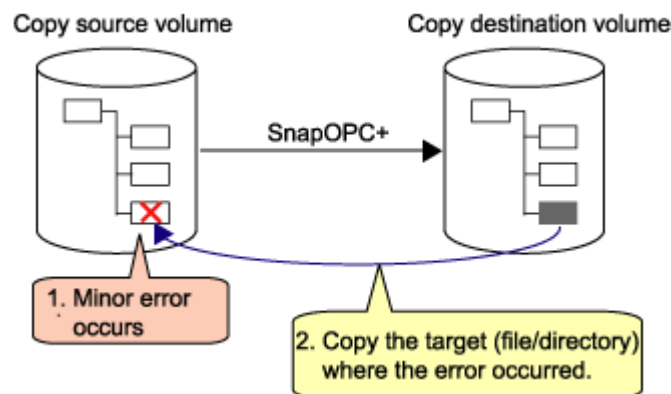 Copy source volume
Copy destination volume
SnapOPC+
1. Minor error
occurs
2. Copy the target (file/directory)
where the error occurred.